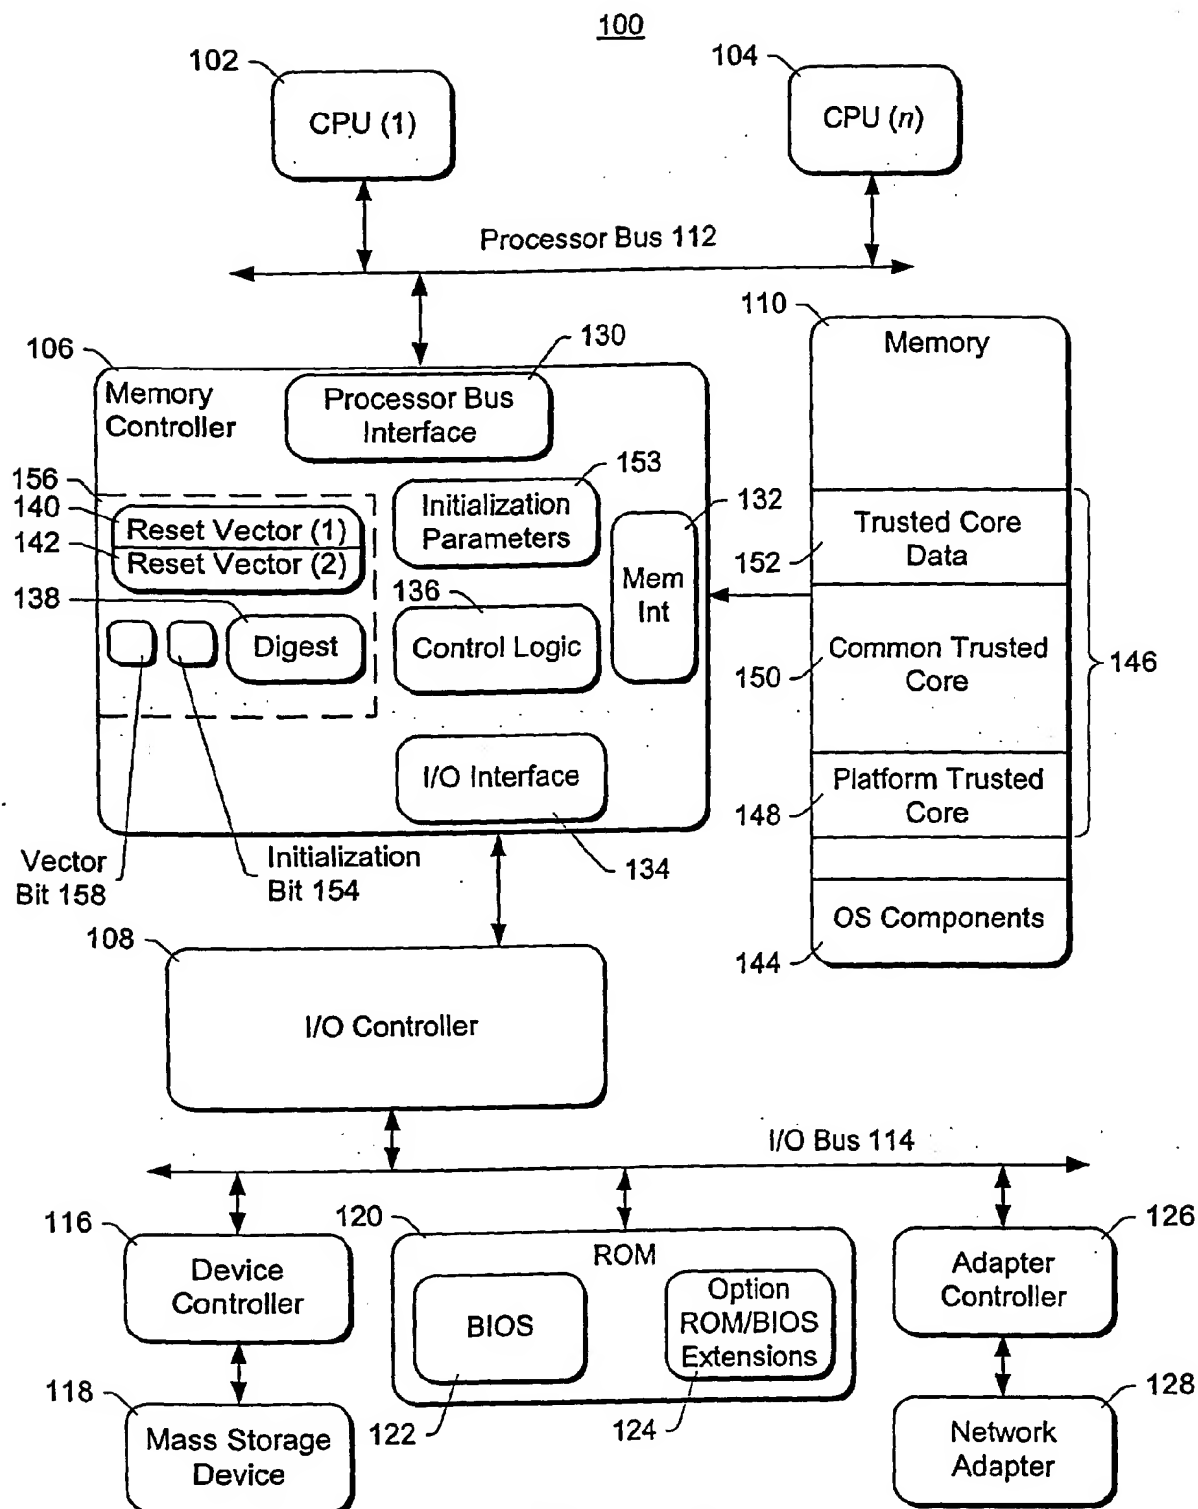 100
102
CPU (1)
104
CPU (n)
Processor Bus 112
106
Memory
Controller
130
Processor Bus
Interface
110
Memory
156
140
Reset Vector (1)
142
Reset Vector (2)
138
Digest
153
Initialization
Parameters
136
Control Logic
132
Mem
Int
Trusted Core
Data
152
Common Trusted
Core
150
146
Platform Trusted
Core
148
OS Components
144
I/O Interface
134
Vector
Bit 158
Initialization
Bit 154
108
I/O Controller
I/O Bus 114
116
Device
Controller
120
ROM
BIOS
122
Option
ROM/BIOS
Extensions
124
126
Adapter
Controller
118
Mass Storage
Device
128
Network
Adapter